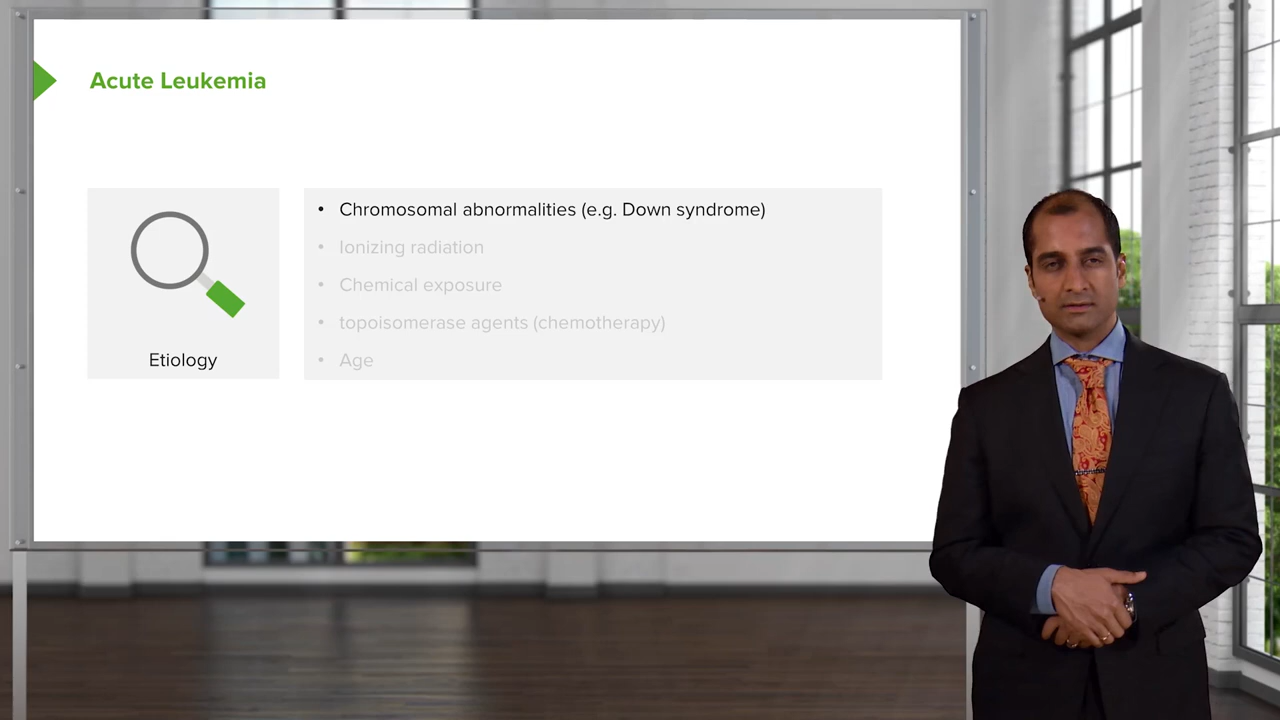 Acute Leukemia
Etiology
• Chromosomal abnormalities (e.g. Down syndrome)
• Ionizing radiation
• Chemical exposure
• topoisomerase agents (chemotherapy)
• Age